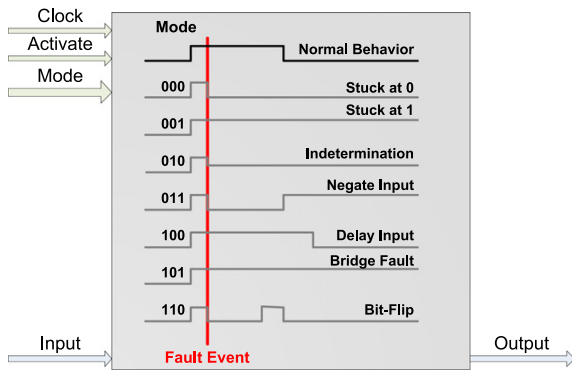 Clock
Activate
Mode
Input
Mode
Normal Behavior
000 Stuck at 0
001 Stuck at 1
010 Indetermination
011 Negate Input
100 Delay Input
101 Bridge Fault
110 Bit-Flip
Fault Event
Output